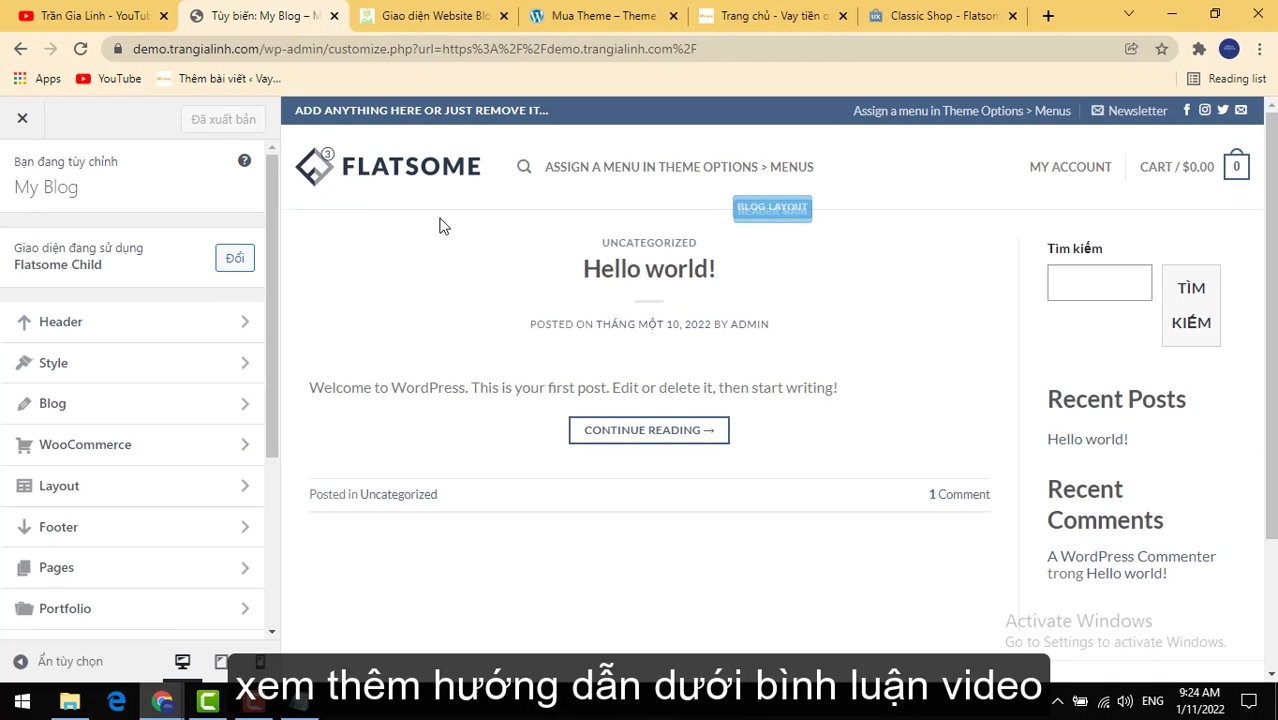 Trần Gia Linh - YouTube
Tùy biến: My Blog – M
Giao diện Website Blo
Mua Theme – Theme
Trang chủ - Vay tiền o
Classic Shop - Flatsom
demo.trangialinh.com/wp-admin/customize.php?url=https%3A%2F%2Fdemo.trangialinh.com%2F
Apps
YouTube
Thêm bài viết ‹ Vay...
Reading list
Đã xuất bản
ADD ANYTHING HERE OR JUST REMOVE IT...
Assign a menu in Theme Options > Menus
Newsletter
Bạn đang tùy chỉnh
My Blog
3
FLATSOME
ASSIGN A MENU IN THEME OPTIONS > MENUS
MY ACCOUNT
CART / $0.00
0
BLOG LAYOUT
HEADER MAIN
Giao diện đang sử dụng
Flatsome Child
Đổi
Header
Style
Blog
WooCommerce
Layout
Footer
Pages
Portfolio
Ẩn tùy chọn
UNCATEGORIZED
Hello world!
POSTED ON THÁNG MỘT 10, 2022 BY ADMIN
Welcome to WordPress. This is your first post. Edit or delete it, then start writing!
CONTINUE READING →
Posted in Uncategorized
1 Comment
Tìm kiếm
TÌM
KIẾM
Recent Posts
Hello world!
Recent
Comments
A WordPress Commenter
trong Hello world!
Activate Windows
Go to Settings to activate Windows.
xem thêm hướng dẫn dưới bình luận video
ENG
9:24 AM
1/11/2022